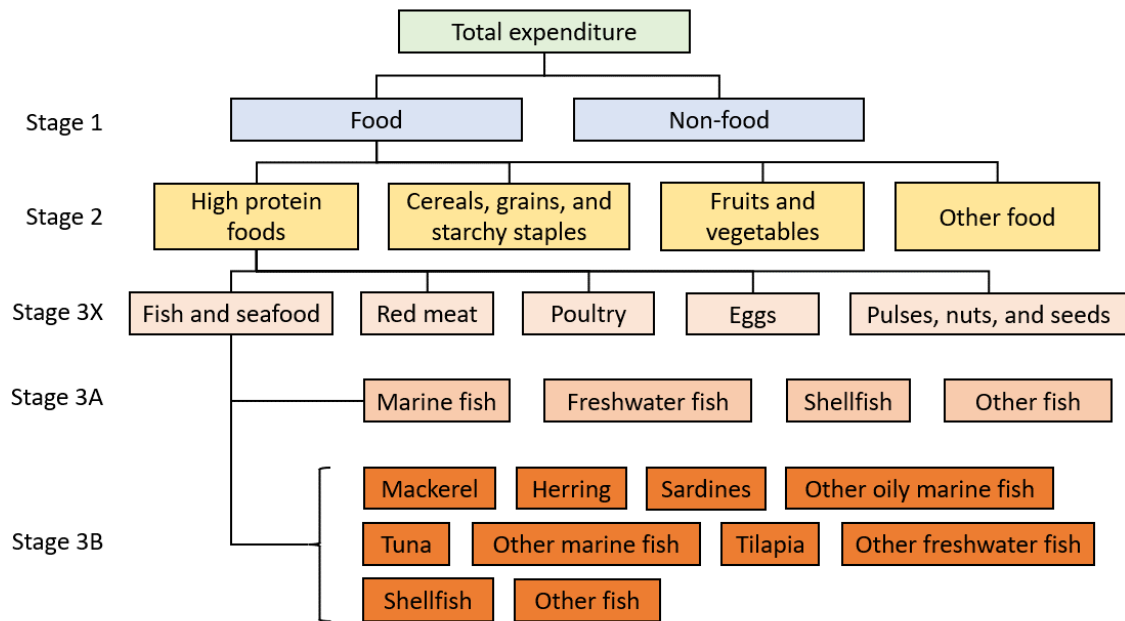 Total expenditure
Stage 1
Food
Non-food
Stage 2
High protein
foods
Cereals, grains, and
starchy staples
Fruits and
vegetables
Other food
Stage 3X
Fish and seafood
Red meat
Poultry
Eggs
Pulses, nuts, and seeds
Stage 3A
Marine fish
Freshwater fish
Shellfish
Other fish
Stage 3B
Mackerel
Herring
Sardines
Other oily marine fish
Tuna
Other marine fish
Tilapia
Other freshwater fish
Shellfish
Other fish